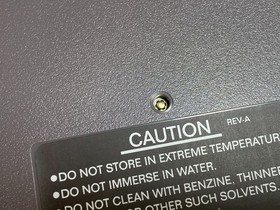 CAUTION REV-A
●DO NOT STORE IN EXTREME TEMPERATUR
●DO NOT IMMERSE IN WATER.
●DO NOT CLEAN WITH BENZINE, THINNER
OR OTHER SUCH SOLVENTS.